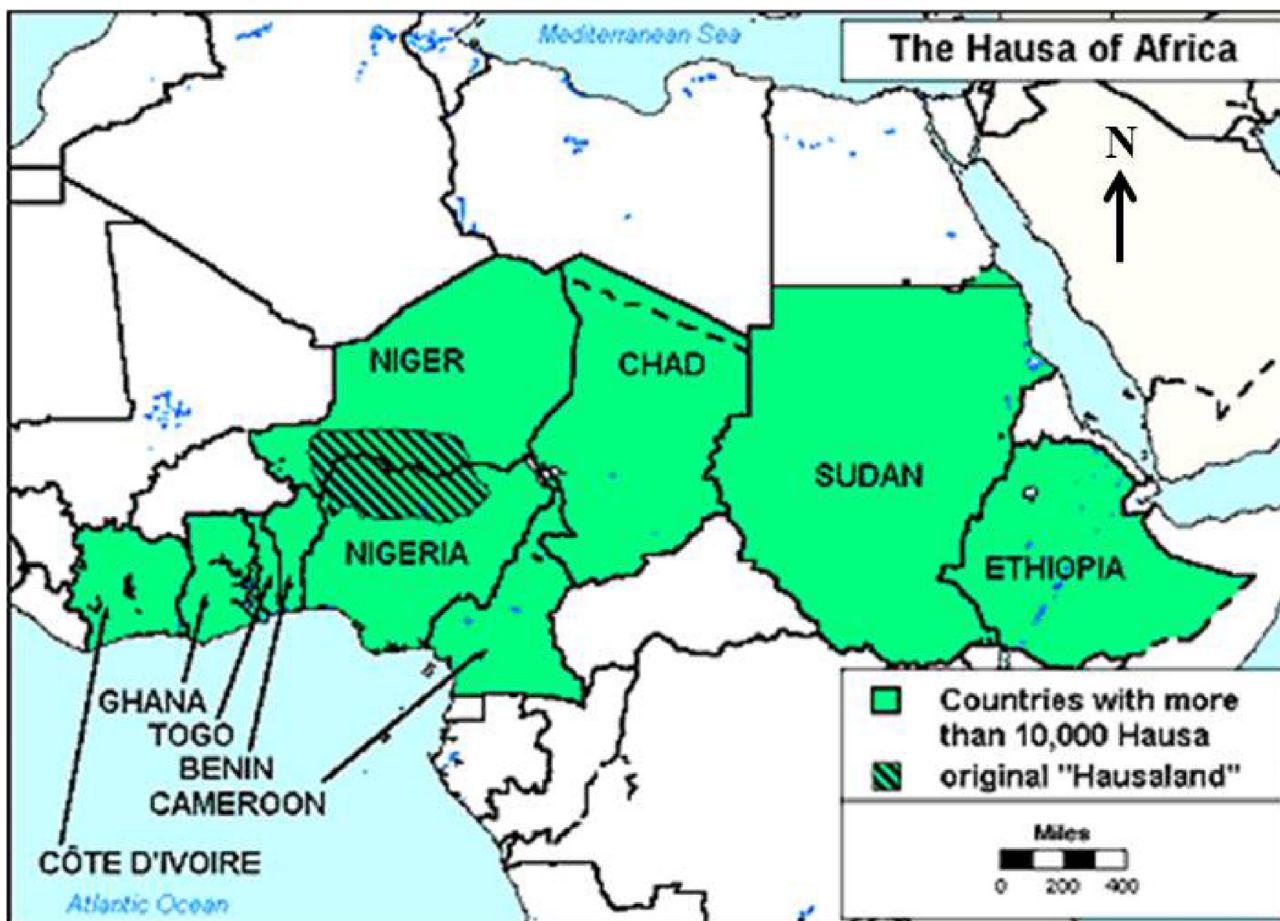 Mediterranean Sea
The Hausa of Africa
N
NIGER
CHAD
SUDAN
NIGERIA
ETHIOPIA
GHANA
TOGO
BENIN
CAMEROON
CÔTE D'IVOIRE
Atlantic Ocean
Countries with more
than 10,000 Hausa
original "Hausaland"
Miles
0 200 400